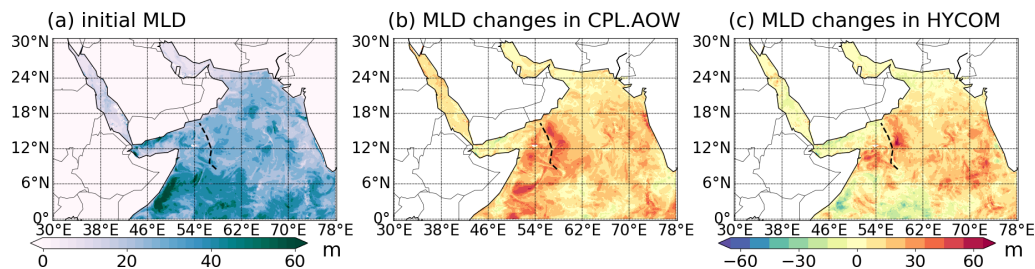 (a) initial MLD
(b) MLD changes in CPL.AOW
(c) MLD changes in HYCOM
30°N
24°N
18°N
12°N
6°N
0°
30°E 38°E 46°E 54°E 62°E 70°E 78°E
0 20 40 60 m
30°N
24°N
18°N
12°N
6°N
0°
30°E 38°E 46°E 54°E 62°E 70°E 78°E
30°N
24°N
18°N
12°N
6°N
0°
30°E 38°E 46°E 54°E 62°E 70°E 78°E
−60 −30 0 30 60 m